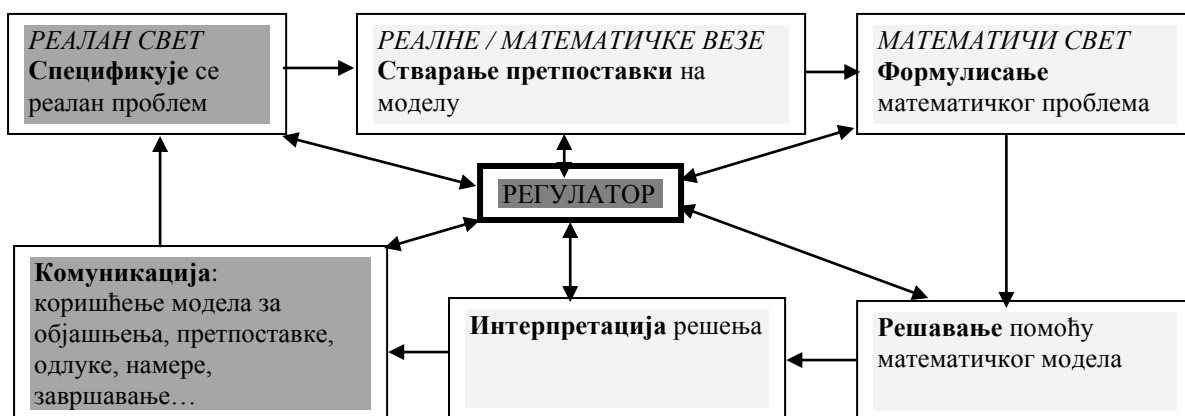 РЕАЛАН СВЕТ
Спецификује се
реалан проблем
РЕАЛНЕ / МАТЕМАТИЧКЕ ВЕЗЕ
Стварање претпоставки на
моделу
МАТЕМАТИЧИ СВЕТ
Формулисање
математичког проблема
РЕГУЛАТОР
Комуникација:
коришћење модела за
објашњења, претпоставке,
одлуке, намере,
завршавање…
Интерпретација решења
Решавање помоћу
математичког модела